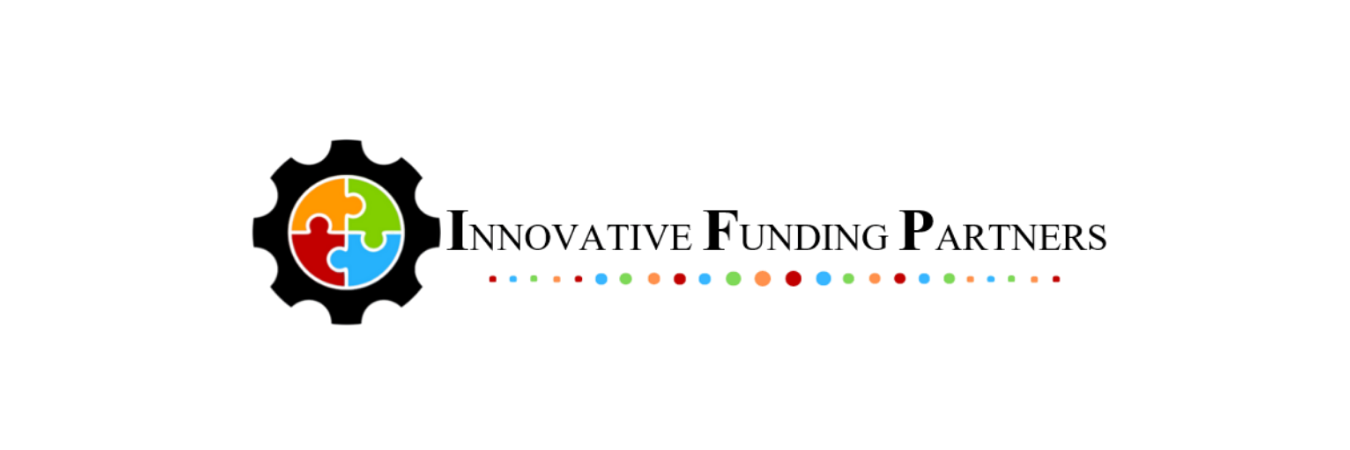 INNOVATIVE FUNDING PARTNERS